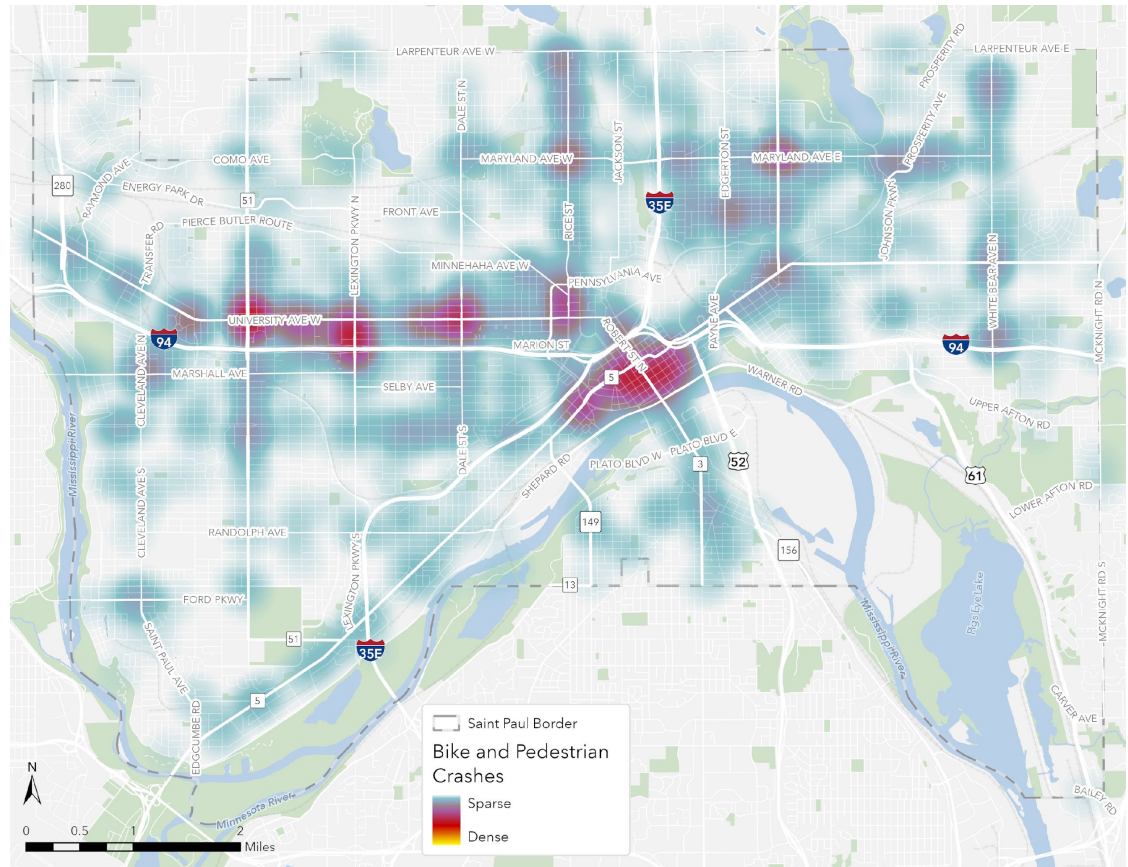 LARPENTEUR AVE W
LARPENTEUR AVE E
PROSPERITY RD
DALE ST N
JACKSON ST
EDGERTON ST
PROSPERITY AVE
COMO AVE
MARYLAND AVE W
MARYLAND AVE E
RAYMOND AVE
280
ENERGY PARK DR
51
LEXINGTON PKWY N
FRONT AVE
RICE ST
35E
JOHNSON PKWY
PIERCE BUTLER ROUTE
TRANSFER RD
MINNEHAHA AVE W
PENNSYLVANIA AVE
WHITE BEAR AVE N
MCKNIGHT RD N
UNIVERSITY AVE W
PAYNE AVE
ROBERT ST N
94
MARION ST
94
CLEVELAND AVE N
MARSHALL AVE
SELBY AVE
5
WARNER RD
UPPER AFTON RD
Mississippi River
DALE ST S
PLATO BLVD W
PLATO BLVD E
3
52
61
SHEPARD RD
CLEVELAND AVE S
LOWER AFTON RD
RANDOLPH AVE
LEXINGTON PKWY S
149
156
13
FORD PKWY
Mississippi River
Pigs Eye Lake
MCKNIGHT RD S
SAINT PAUL AVE
51
35E
5
EDGCUMBE RD
CARVER AVE
BAILEY RD
Minnesota River
Saint Paul Border
Bike and Pedestrian
Crashes
Sparse
Dense
N
0 0.5 1 2
Miles